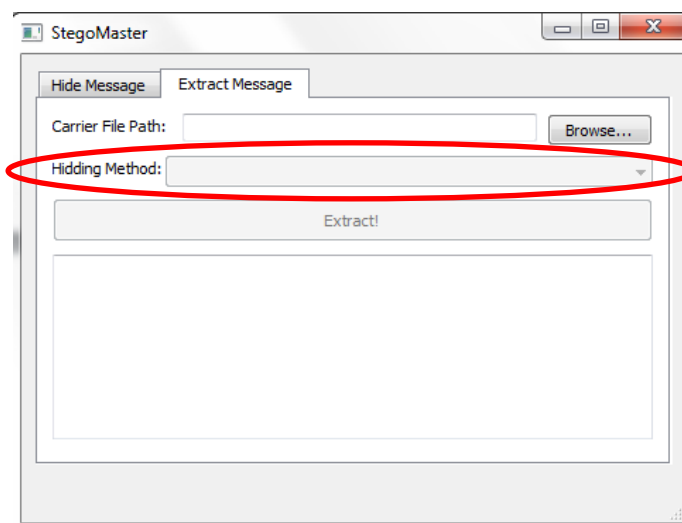 StegoMaster
Hide Message Extract Message
Carrier File Path: Browse...
Hidding Method:
Extract!